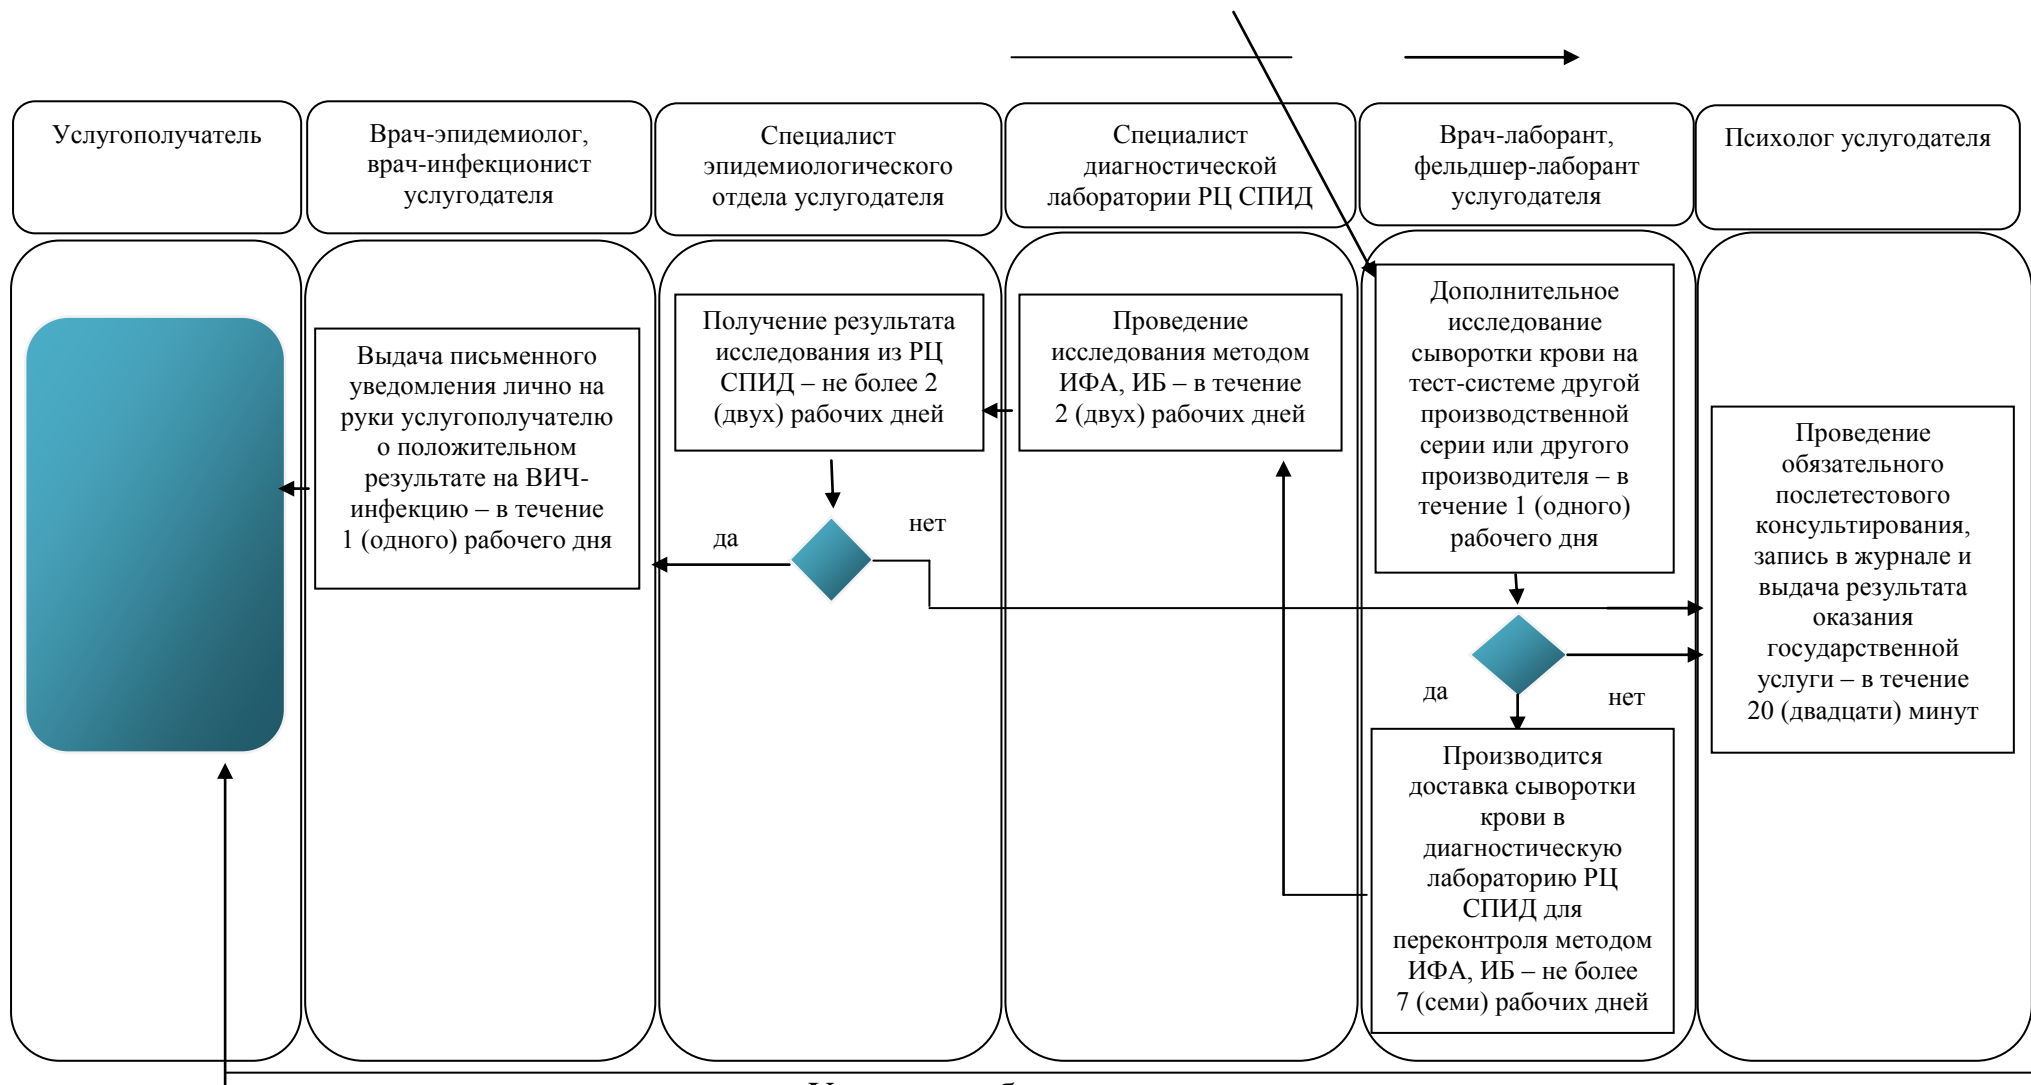 Услугополучатель
Врач-эпидемиолог,
врач-инфекционист
услугодателя
Специалист
эпидемиологического
отдела услугодателя
Специалист
диагностической
лаборатории РЦ СПИД
Врач-лаборант,
фельдшер-лаборант
услугодателя
Психолог услугодателя
Выдача письменного
уведомления лично на
руки услугополучателю
о положительном
результате на ВИЧ-
инфекцию – в течение
1 (одного) рабочего дня
Получение результата
исследования из РЦ
СПИД – не более 2
(двух) рабочих дней
да
нет
Проведение
исследования методом
ИФА, ИБ – в течение
2 (двух) рабочих дней
Дополнительное
исследование
сыворотки крови на
тест-системе другой
производственной
серии или другого
производителя – в
течение 1 (одного)
рабочего дня
да
нет
Производится
доставка сыворотки
крови в
диагностическую
лабораторию РЦ
СПИД для
переконтроля методом
ИФА, ИБ – не более
7 (семи) рабочих дней
Проведение
обязательного
послетестового
консультирования,
запись в журнале и
выдача результата
оказания
государственной
услуги – в течение
20 (двадцати) минут